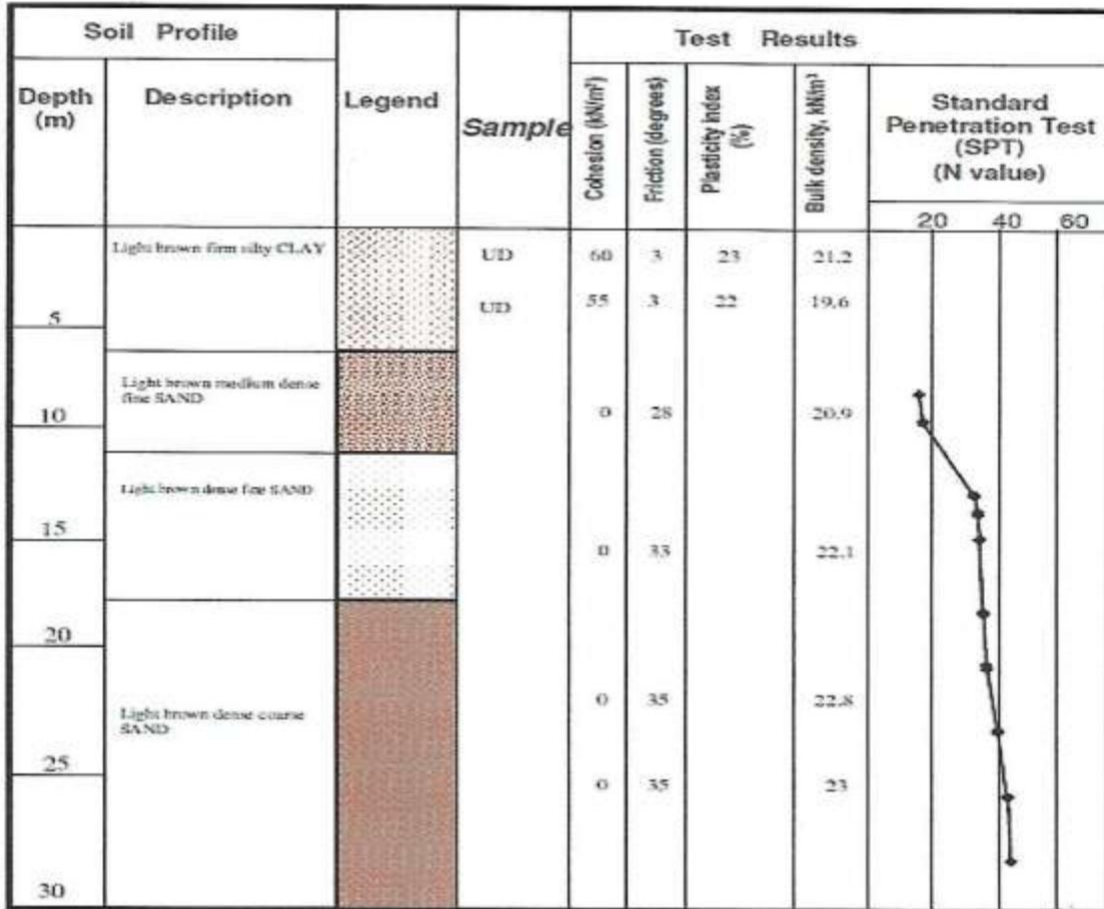 Soil Profile
Test Results
Depth
(m)
Description
Legend
Sample
Cohesion (kN/m²)
Friction (degrees)
Plasticity index
(%)
Bulk density, kN/m³
Standard
Penetration Test
(SPT)
(N value)
20 40 60
Light brown firm silty CLAY
UD 60 3 23 21.2
UD 55 3 22 19.6
5
Light brown medium dense
fine SAND
10 0 28 20.9
Light brown dense fine SAND
15 0 33 22.1
20
Light brown dense coarse
SAND
0 35 22.8
25 0 35 23
30